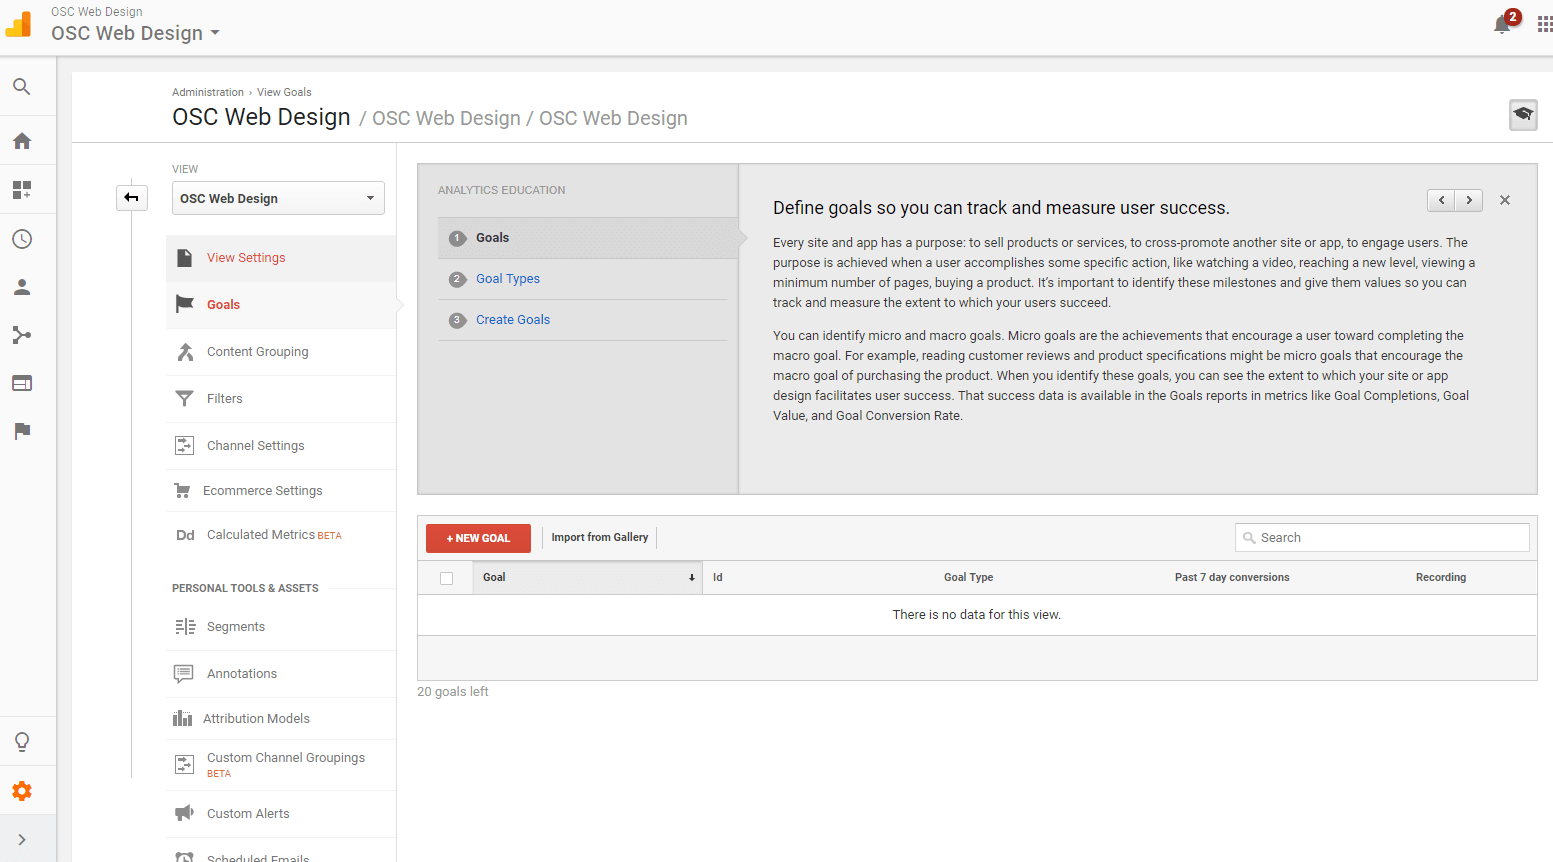 OSC Web Design
OSC Web Design
2
Administration › View Goals
OSC Web Design / OSC Web Design / OSC Web Design
VIEW
OSC Web Design
View Settings
Goals
Content Grouping
Filters
Channel Settings
Ecommerce Settings
Dd Calculated Metrics BETA
PERSONAL TOOLS & ASSETS
Segments
Annotations
Attribution Models
Custom Channel Groupings
BETA
Custom Alerts
Scheduled Emails
ANALYTICS EDUCATION
1 Goals
2 Goal Types
3 Create Goals
Define goals so you can track and measure user success.
Every site and app has a purpose: to sell products or services, to cross-promote another site or app, to engage users. The
purpose is achieved when a user accomplishes some specific action, like watching a video, reaching a new level, viewing a
minimum number of pages, buying a product. It's important to identify these milestones and give them values so you can
track and measure the extent to which your users succeed.
You can identify micro and macro goals. Micro goals are the achievements that encourage a user toward completing the
macro goal. For example, reading customer reviews and product specifications might be micro goals that encourage the
macro goal of purchasing the product. When you identify these goals, you can see the extent to which your site or app
design facilitates user success. That success data is available in the Goals reports in metrics like Goal Completions, Goal
Value, and Goal Conversion Rate.
+ NEW GOAL
Import from Gallery
Search
Goal Id Goal Type Past 7 day conversions Recording
There is no data for this view.
20 goals left